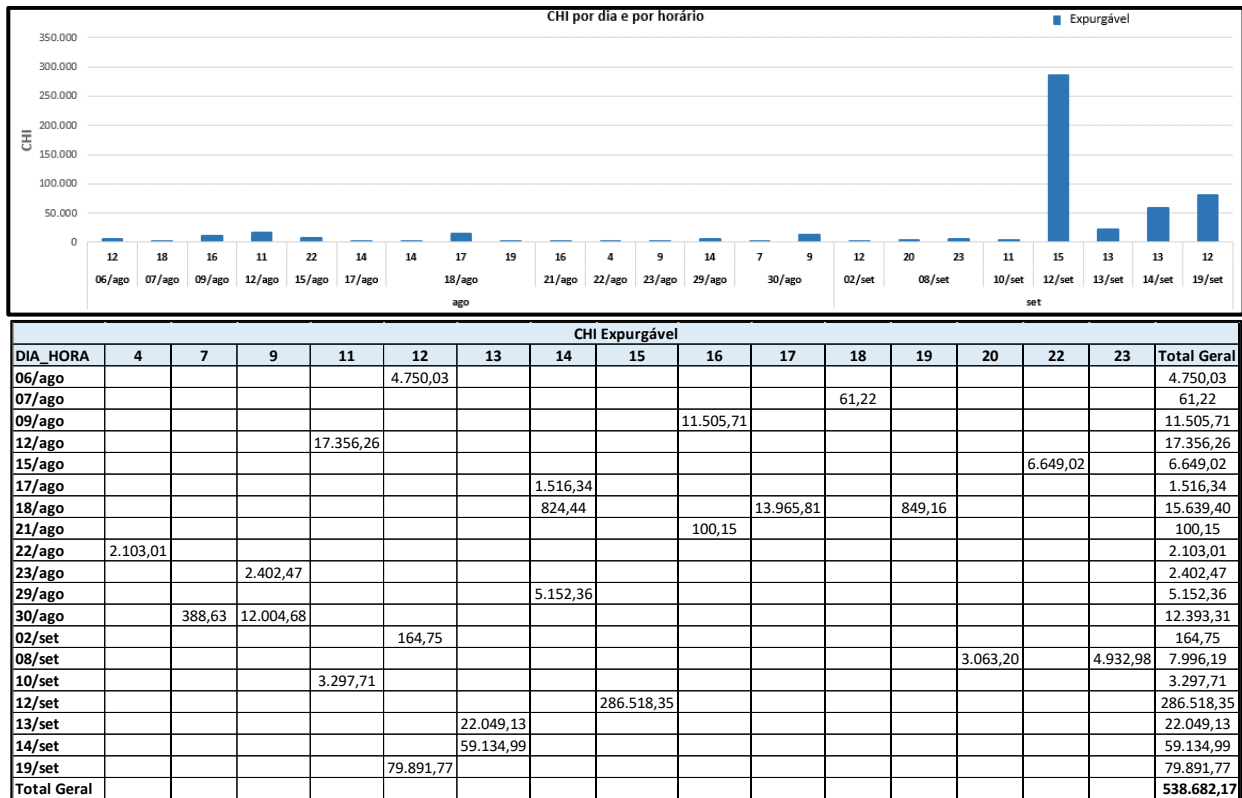 CHI por dia e por horário
Expurgável
350.000
300.000
250.000
200.000
150.000
100.000
50.000
0
CHI
12 18 16 11 22 14 14 17 19 16 4 9 14 7 9 12 20 23 11 15 13 13 12
06/ago 07/ago 09/ago 12/ago 15/ago 17/ago 18/ago 21/ago 22/ago 23/ago 29/ago 30/ago 02/set 08/set 10/set 12/set 13/set 14/set 19/set
ago set
CHI Expurgável
DIA_HORA 4 7 9 11 12 13 14 15 16 17 18 19 20 22 23 Total Geral
06/ago 4.750,03 4.750,03
07/ago 61,22 61,22
09/ago 11.505,71 11.505,71
12/ago 17.356,26 17.356,26
15/ago 6.649,02 6.649,02
17/ago 1.516,34 1.516,34
18/ago 824,44 13.965,81 849,16 15.639,40
21/ago 100,15 100,15
22/ago 2.103,01 2.103,01
23/ago 2.402,47 2.402,47
29/ago 5.152,36 5.152,36
30/ago 388,63 12.004,68 12.393,31
02/set 164,75 164,75
08/set 3.063,20 4.932,98 7.996,19
10/set 3.297,71 3.297,71
12/set 286.518,35 286.518,35
13/set 22.049,13 22.049,13
14/set 59.134,99 59.134,99
19/set 79.891,77 79.891,77
Total Geral 538.682,17